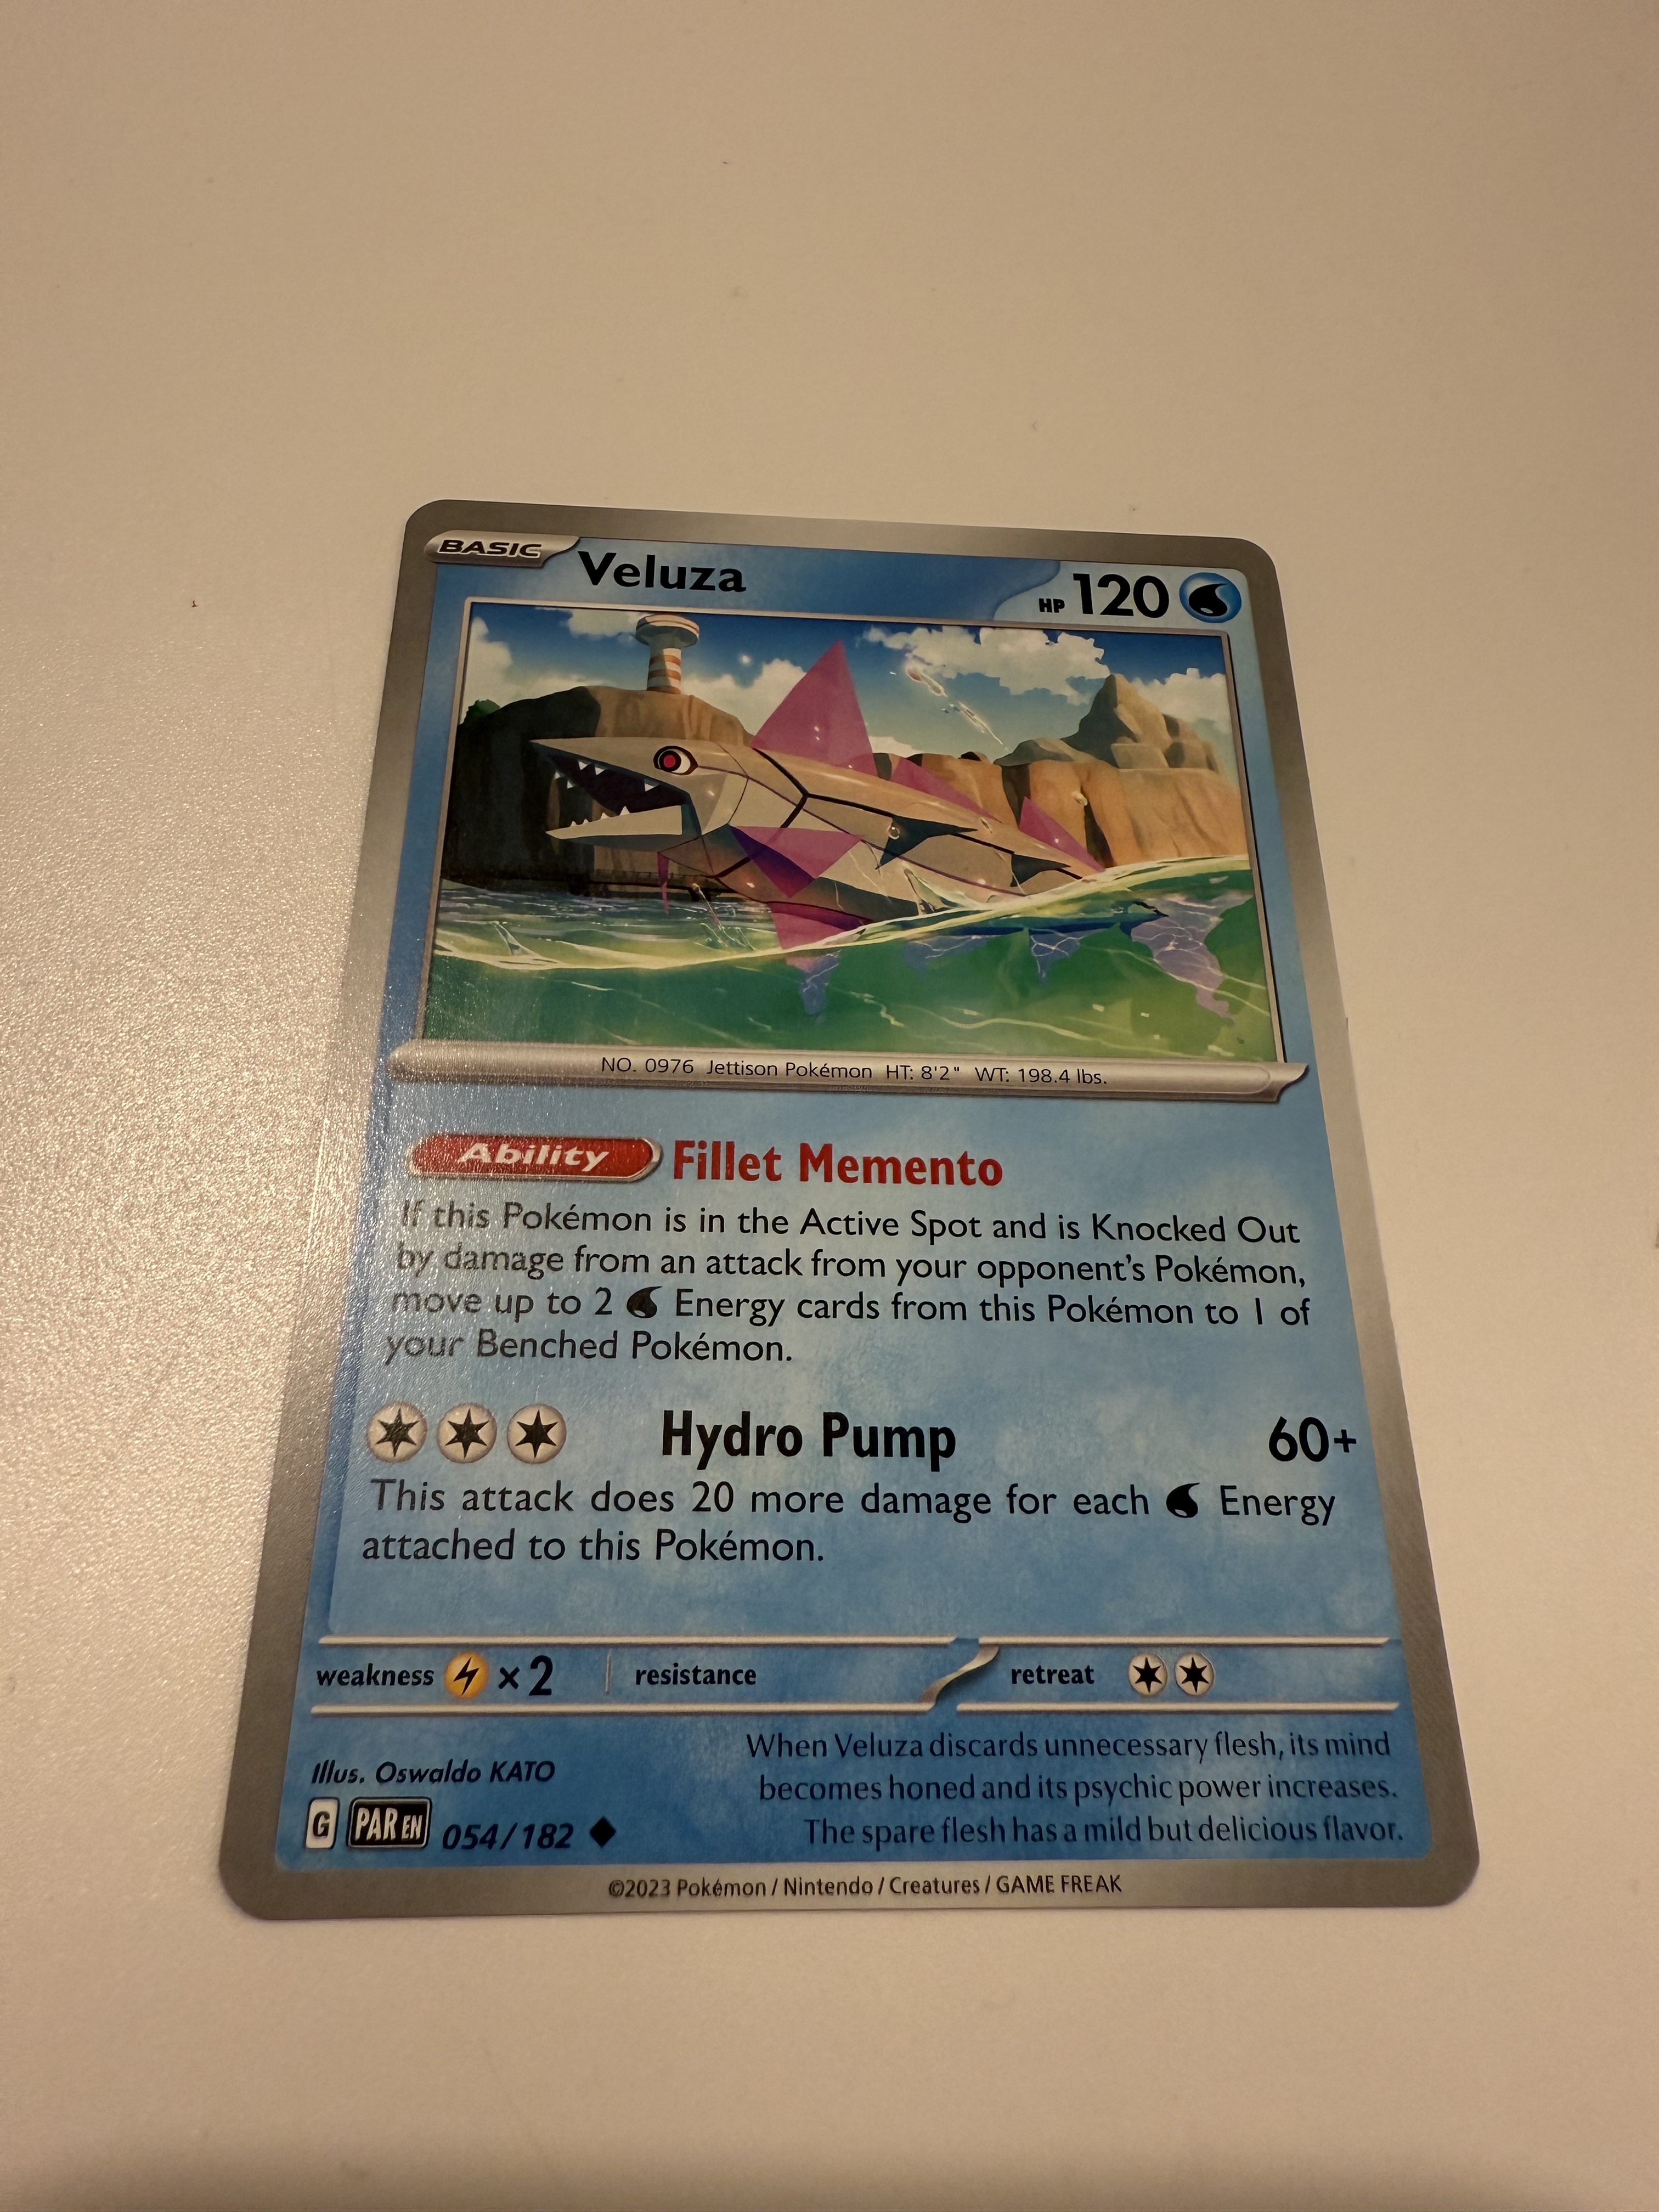 BASIC Veluza HP 120
NO. 0976 Jettison Pokémon HT: 8'2" WT: 198.4 lbs.
Ability Fillet Memento
If this Pokémon is in the Active Spot and is Knocked Out
by damage from an attack from your opponent's Pokémon,
move up to 2 Energy cards from this Pokémon to 1 of
your Benched Pokémon.
Hydro Pump 60+
This attack does 20 more damage for each Energy
attached to this Pokémon.
weakness ×2 resistance retreat
When Veluza discards unnecessary flesh, its mind
becomes honed and its psychic power increases.
The spare flesh has a mild but delicious flavor.
Illus. Oswaldo KATO
G PAR EN 054/182
©2023 Pokémon / Nintendo / Creatures / GAME FREAK